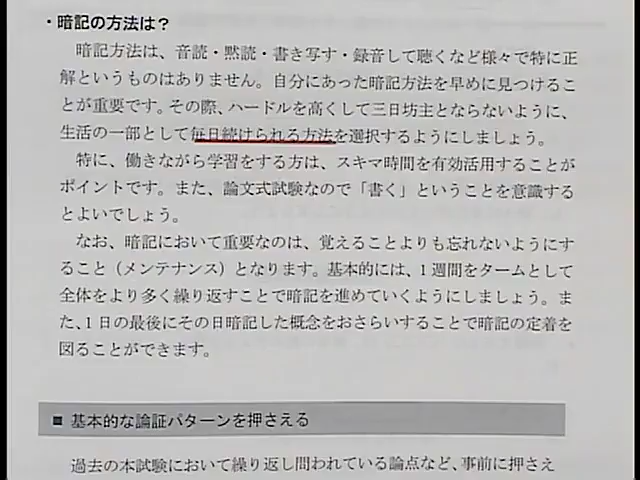 ・暗記の方法は？
暗記方法は、音読・黙読・書き写す・録音して聴くなど様々で特に正
解というものはありません。自分にあった暗記方法を早めに見つけるこ
とが重要です。その際、ハードルを高くして三日坊主とならないように、
生活の一部として毎日続けられる方法を選択するようにしましょう。
特に、働きながら学習をする方は、スキマ時間を有効活用することが
ポイントです。また、論文式試験なので「書く」ということを意識する
とよいでしょう。
なお、暗記において重要なのは、覚えることよりも忘れないようにす
ること（メンテナンス）となります。基本的には、1週間をタームとして
全体をより多く繰り返すことで暗記を進めていくようにしましょう。ま
た、1日の最後にその日暗記した概念をおさらいすることで暗記の定着を
図ることができます。
■ 基本的な論証パターンを押さえる
過去の本試験において繰り返し問われている論点など、事前に押さえ